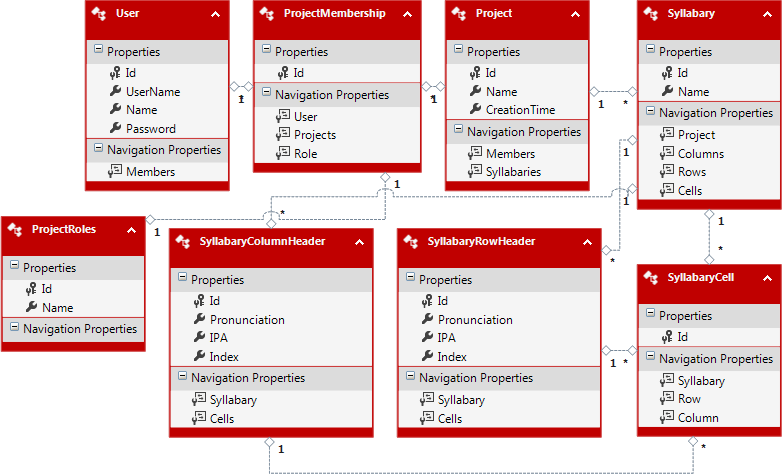 User
Properties
Id
UserName
Name
Password
Navigation Properties
Members
ProjectMembership
Properties
Id
Navigation Properties
User
Projects
Role
Project
Properties
Id
Name
CreationTime
Navigation Properties
Members
Syllabaries
Syllabary
Properties
Id
Name
Navigation Properties
Project
Columns
Rows
Cells
1
*
1
*
1
*
1
1
*
1
1
*
1
*
ProjectRoles
Properties
Id
Name
Navigation Properties
SyllabaryColumnHeader
Properties
Id
Pronunciation
IPA
Index
Navigation Properties
Syllabary
Cells
SyllabaryRowHeader
Properties
Id
Pronunciation
IPA
Index
Navigation Properties
Syllabary
Cells
SyllabaryCell
Properties
Id
Navigation Properties
Syllabary
Row
Column
1
*
1
*